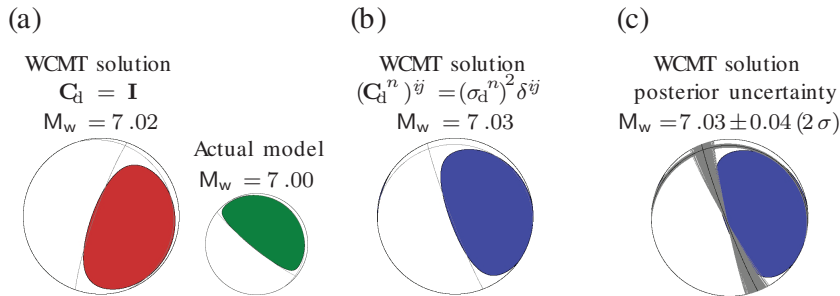 (a)
WCMT solution
C_d = I
M_w = 7.02
Actual model
M_w = 7.00
(b)
WCMT solution
(C_d^n)^ij = (σ_d^n)^2 δ^ij
M_w = 7.03
(c)
WCMT solution
posterior uncertainty
M_w = 7.03 ± 0.04 (2σ)